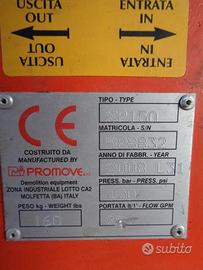 USCITA
OUT
ENTRATA
IN
OUT
USCITA
IN
ENTRATA
CE
COSTRUITO DA
MANUFACTURED BY
PROMOVE
Demolition equipment
ZONA INDUSTRIALE LOTTO CA2
MOLFETTA (BA) ITALY
PESO kg - WEIGHT lbs
160
TIPO - TYPE
MATRICOLA - S/N
ANNO DI FABBR. - YEAR
PRESS. bar - PRESS. psi
PORTATA lt/1' - FLOW GPM
subito